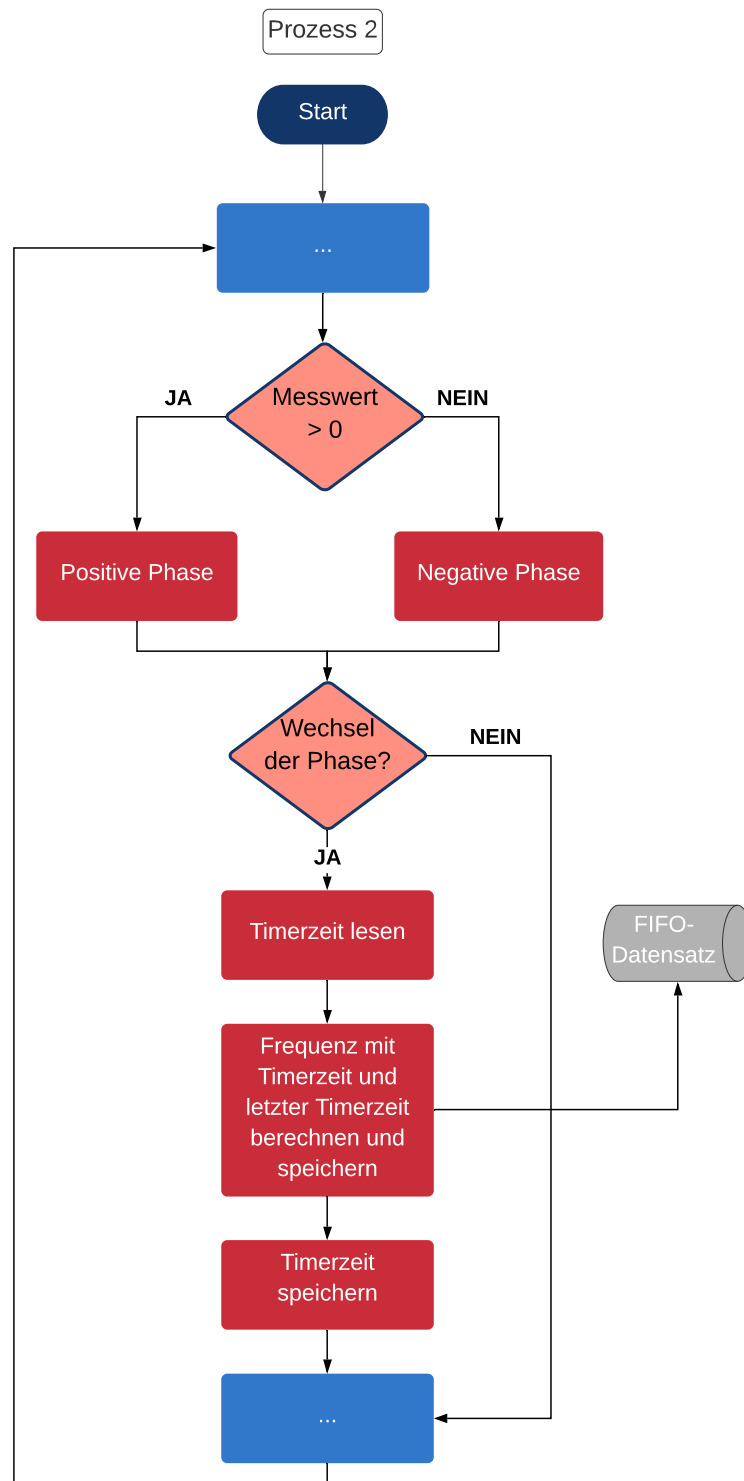 Prozess 2
Start
...
Messwert
> 0
JA
NEIN
Positive Phase
Negative Phase
Wechsel
der Phase?
NEIN
JA
Timerzeit lesen
FIFO-
Datensatz
Frequenz mit
Timerzeit und
letzter Timerzeit
berechnen und
speichern
Timerzeit
speichern
...